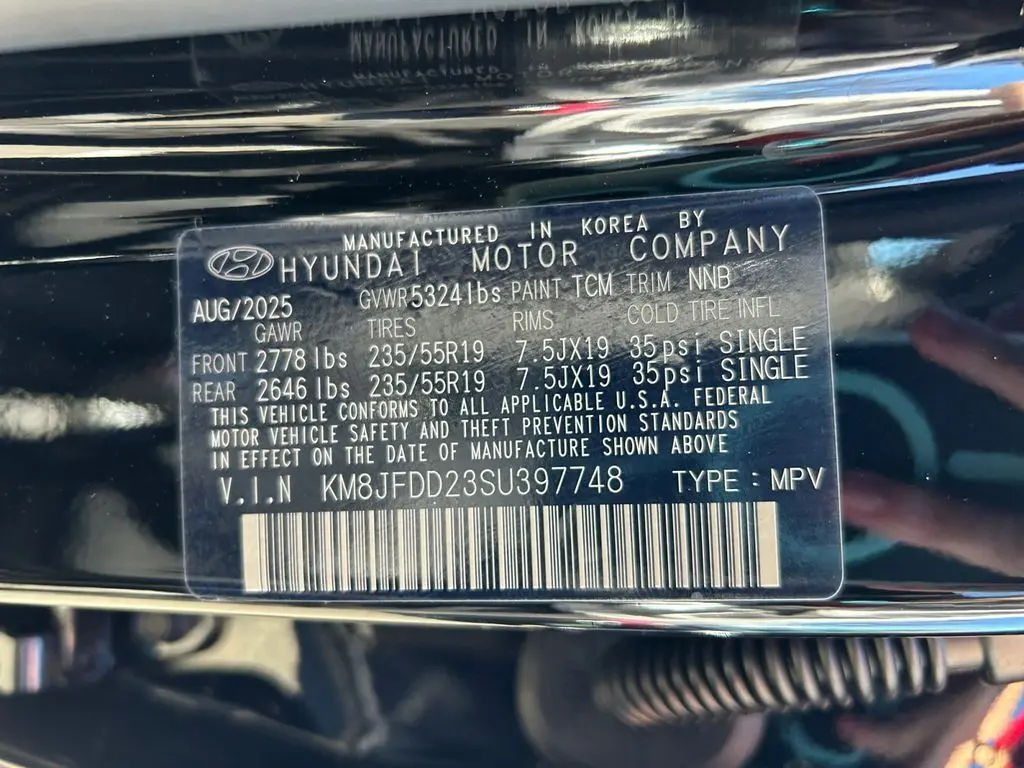 MANUFACTURED IN KOREA BY
HYUNDAI MOTOR COMPANY
AUG/2025 GVWR 5324lbs PAINT TCM TRIM NNB
GAWR TIRES RIMS COLD TIRE INFL
FRONT 2778 lbs 235/55R19 7.5JX19 35psi SINGLE
REAR 2646 lbs 235/55R19 7.5JX19 35psi SINGLE
THIS VEHICLE CONFORMS TO ALL APPLICABLE U.S.A. FEDERAL
MOTOR VEHICLE SAFETY AND THEFT PREVENTION STANDARDS
IN EFFECT ON THE DATE OF MANUFACTURE SHOWN ABOVE
V.I.N KM8JFDD23SU397748 TYPE : MPV